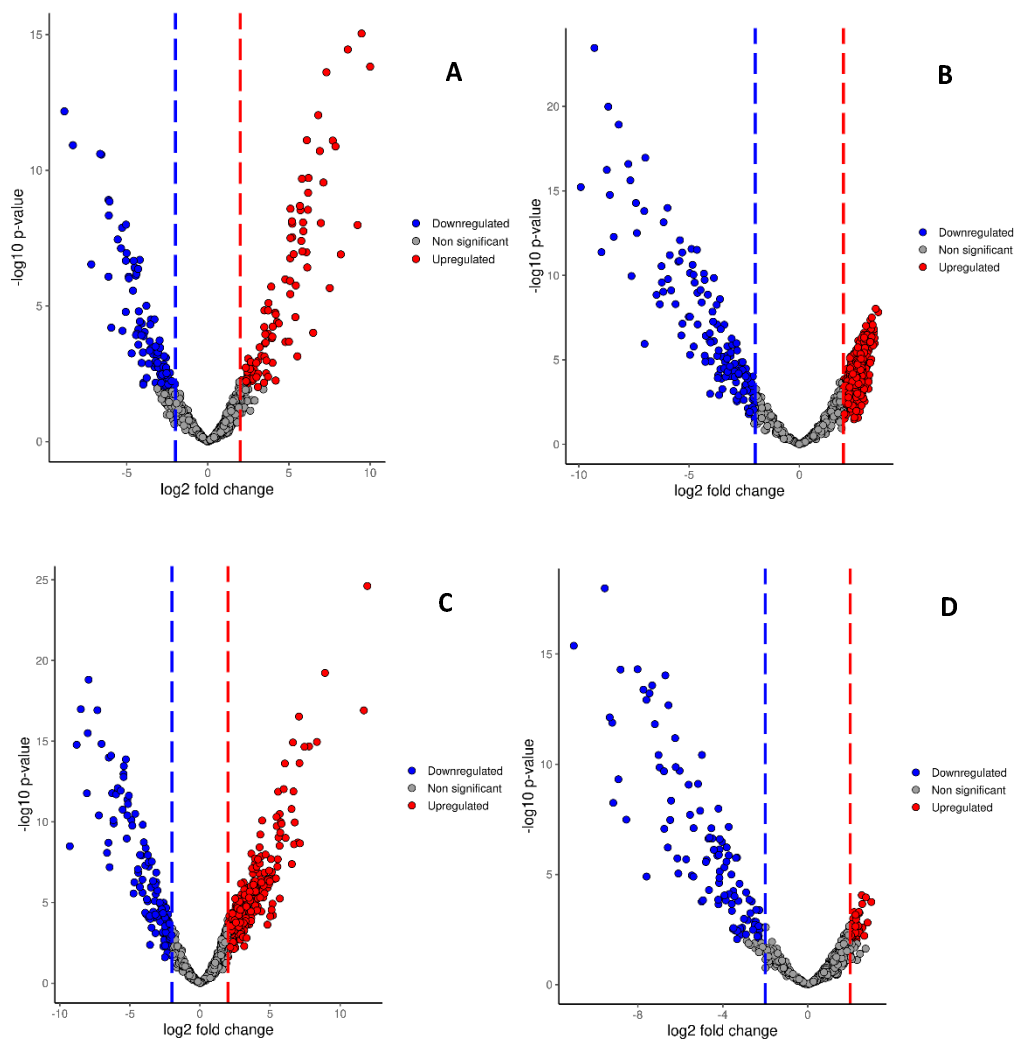 A
15
10
5
0
-5
0
5
10
-log10 p-value
log2 fold change
Downregulated
Non significant
Upregulated
B
20
15
10
5
0
-10
-5
0
-log10 p-value
log2 fold change
Downregulated
Non significant
Upregulated
C
25
20
15
10
5
0
-10
-5
0
5
10
-log10 p-value
log2 fold change
Downregulated
Non significant
Upregulated
D
15
10
5
0
-8
-4
0
-log10 p-value
log2 fold change
Downregulated
Non significant
Upregulated